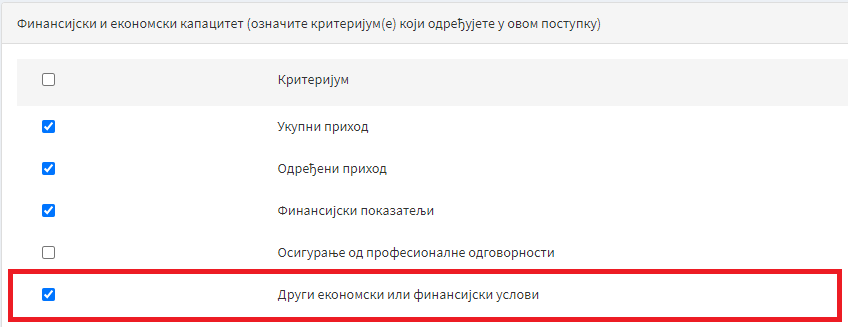 Финансијски и економски капацитет (означите критеријум(е) који одређујете у овом поступку)
Критеријум
Укупни приход
Одређени приход
Финансијски показатељи
Осигурање од професионалне одговорности
Други економски или финансијски услови